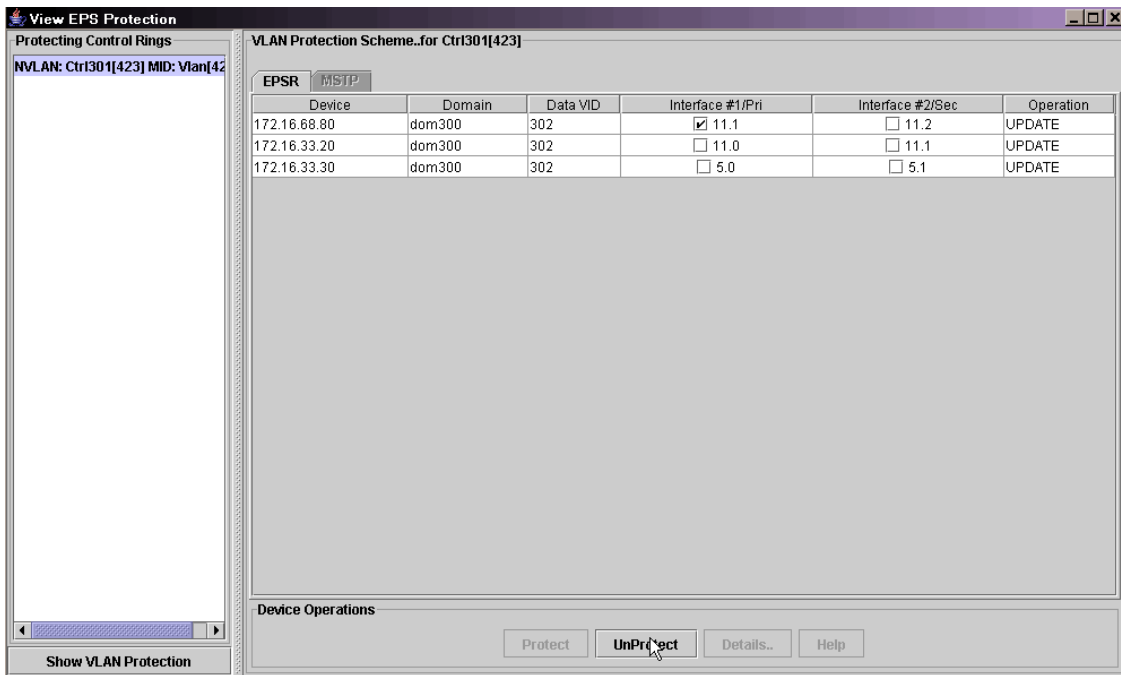 View EPS Protection
Protecting Control Rings
NVLAN: Ctrl301[423] MID: Vlan[42
Show VLAN Protection
VLAN Protection Scheme..for Ctrl301[423]
EPSR MSTP
Device Domain Data VID Interface #1/Pri Interface #2/Sec Operation
172.16.68.80 dom300 302 11.1 11.2 UPDATE
172.16.33.20 dom300 302 11.0 11.1 UPDATE
172.16.33.30 dom300 302 5.0 5.1 UPDATE
Device Operations
Protect UnProtect Details.. Help